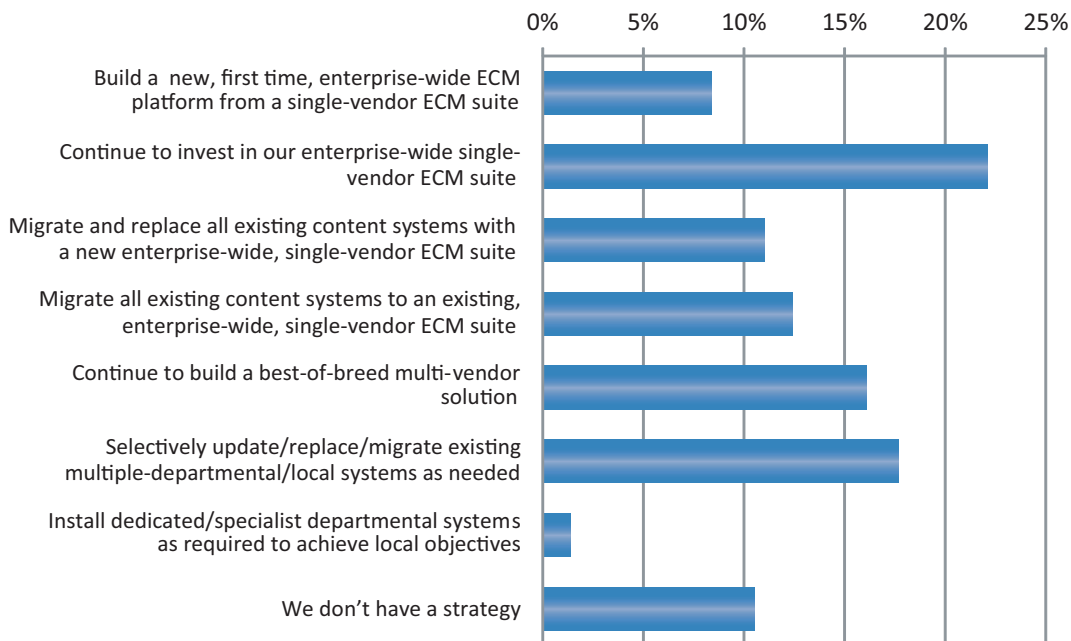 0% 5% 10% 15% 20% 25%
Build a new, first time, enterprise-wide ECM
platform from a single-vendor ECM suite
Continue to invest in our enterprise-wide single-
vendor ECM suite
Migrate and replace all existing content systems with
a new enterprise-wide, single-vendor ECM suite
Migrate all existing content systems to an existing,
enterprise-wide, single-vendor ECM suite
Continue to build a best-of-breed multi-vendor
solution
Selectively update/replace/migrate existing
multiple-departmental/local systems as needed
Install dedicated/specialist departmental systems
as required to achieve local objectives
We don't have a strategy